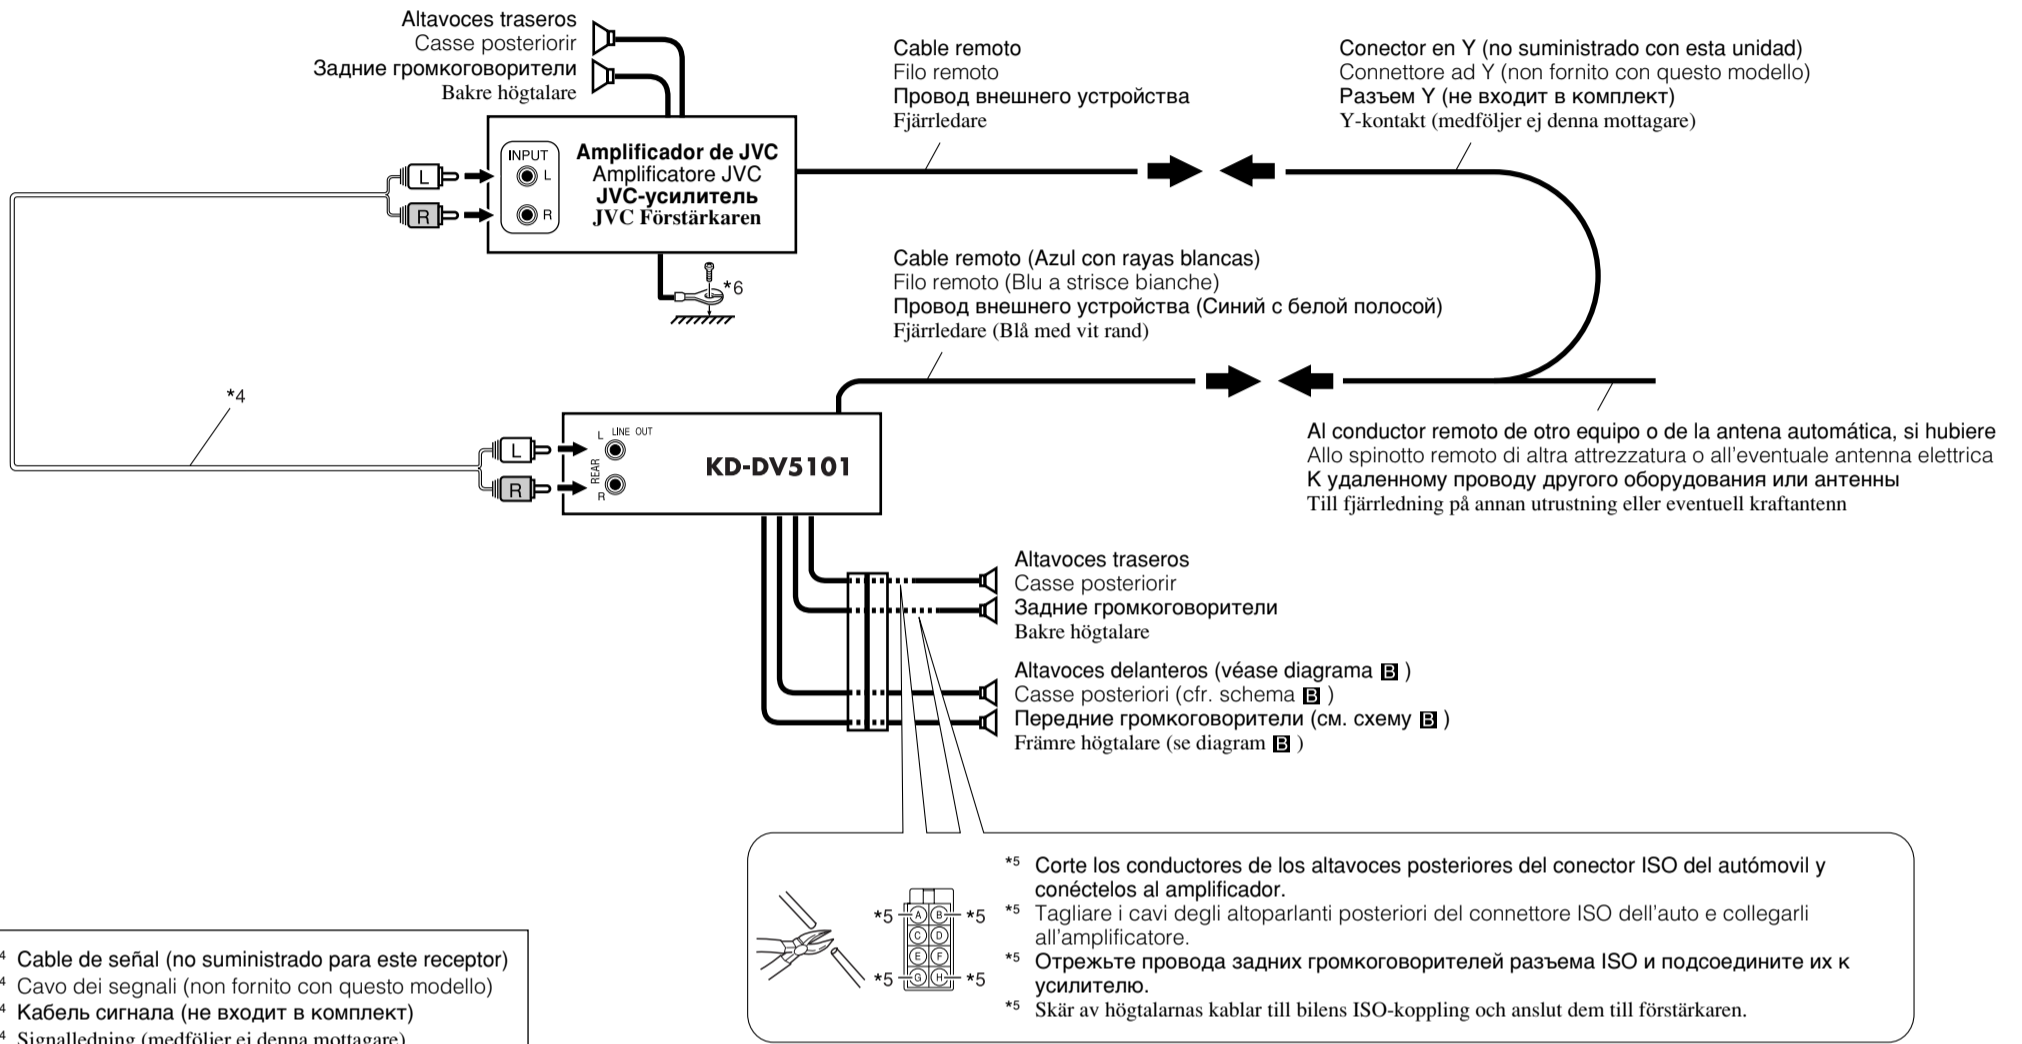 Altavoces traseros
Casse posteriorir
Задние громкоговорители
Bakre högtalare
Cable remoto
Filo remoto
Провод внешнего устройства
Fjärrledare
Conector en Y (no suministrado con esta unidad)
Connettore ad Y (non fornito con questo modello)
Разъем Y (не входит в комплект)
Y-kontakt (medföljer ej denna mottagare)
L
R
INPUT
L
R
Amplificador de JVC
Amplificatore JVC
JVC-усилитель
JVC Förstärkaren
*6
Cable remoto (Azul con rayas blancas)
Filo remoto (Blu a strisce bianche)
Провод внешнего устройства (Синий с белой полосой)
Fjärrledare (Blå med vit rand)
*4
L
R
L LINE OUT
REAR
R
KD-DV5101
Al conductor remoto de otro equipo o de la antena automática, si hubiere
Allo spinotto remoto di altra attrezzatura o all'eventuale antenna elettrica
К удаленному проводу другого оборудования или антенны
Till fjärrledning på annan utrustning eller eventuell kraftantenn
Altavoces traseros
Casse posteriorir
Задние громкоговорители
Bakre högtalare
Altavoces delanteros (véase diagrama B )
Casse posteriori (cfr. schema B )
Передние громкоговорители (см. схему B )
Främre högtalare (se diagram B )
*5 A B *5
C D
E F
*5 G H *5
*5 Corte los conductores de los altavoces posteriores del conector ISO del autómovil y
conéctelos al amplificador.
*5 Tagliare i cavi degli altoparlanti posteriori del connettore ISO dell'auto e collegarli
all'amplificatore.
*5 Отрежьте провода задних громкоговорителей разъема ISO и подсоедините их к
усилителю.
*5 Skär av högtalarnas kablar till bilens ISO-koppling och anslut dem till förstärkaren.
4 Cable de señal (no suministrado para este receptor)
4 Cavo dei segnali (non fornito con questo modello)
4 Кабель сигнала (не входит в комплект)
4 Signalledning (medföljer ej denna mottagare)